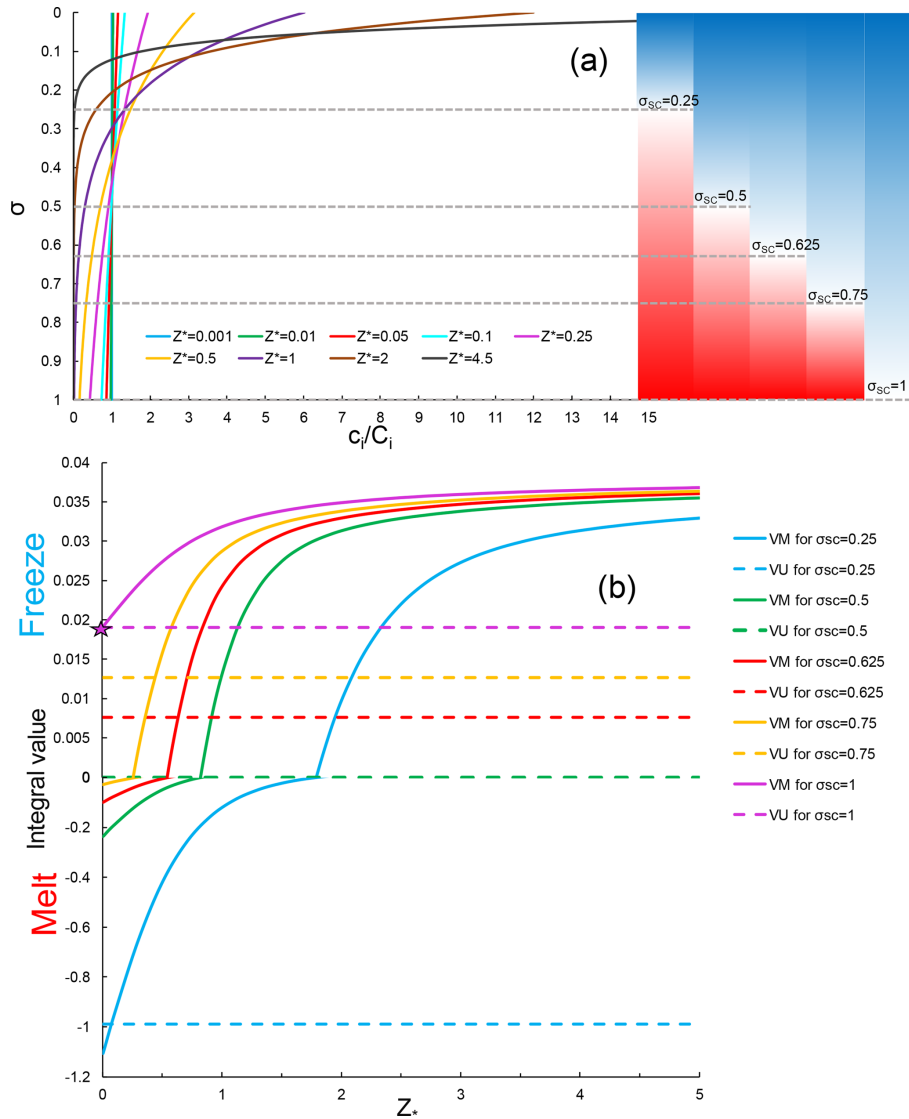 0
0.1
0.2
0.3
0.4
0.5
0.6
0.7
0.8
0.9
1
σ
(a)
σSC=0.25
σSC=0.5
σSC=0.625
σSC=0.75
σSC=1
Z*=0.001 Z*=0.01 Z*=0.05 Z*=0.1 Z*=0.25
Z*=0.5 Z*=1 Z*=2 Z*=4.5
0 1 2 3 4 5 6 7 8 9 10 11 12 13 14 15
ci/Ci
0.04
0.035
0.03
0.025
0.02
0.015
0.01
0.005
0
-0.2
-0.4
-0.6
-0.8
-1
-1.2
Freeze
Integral value
Melt
(b)
VM for σsc=0.25
VU for σsc=0.25
VM for σsc=0.5
VU for σsc=0.5
VM for σsc=0.625
VU for σsc=0.625
VM for σsc=0.75
VU for σsc=0.75
VM for σsc=1
VU for σsc=1
0 1 2 3 4 5
Z*